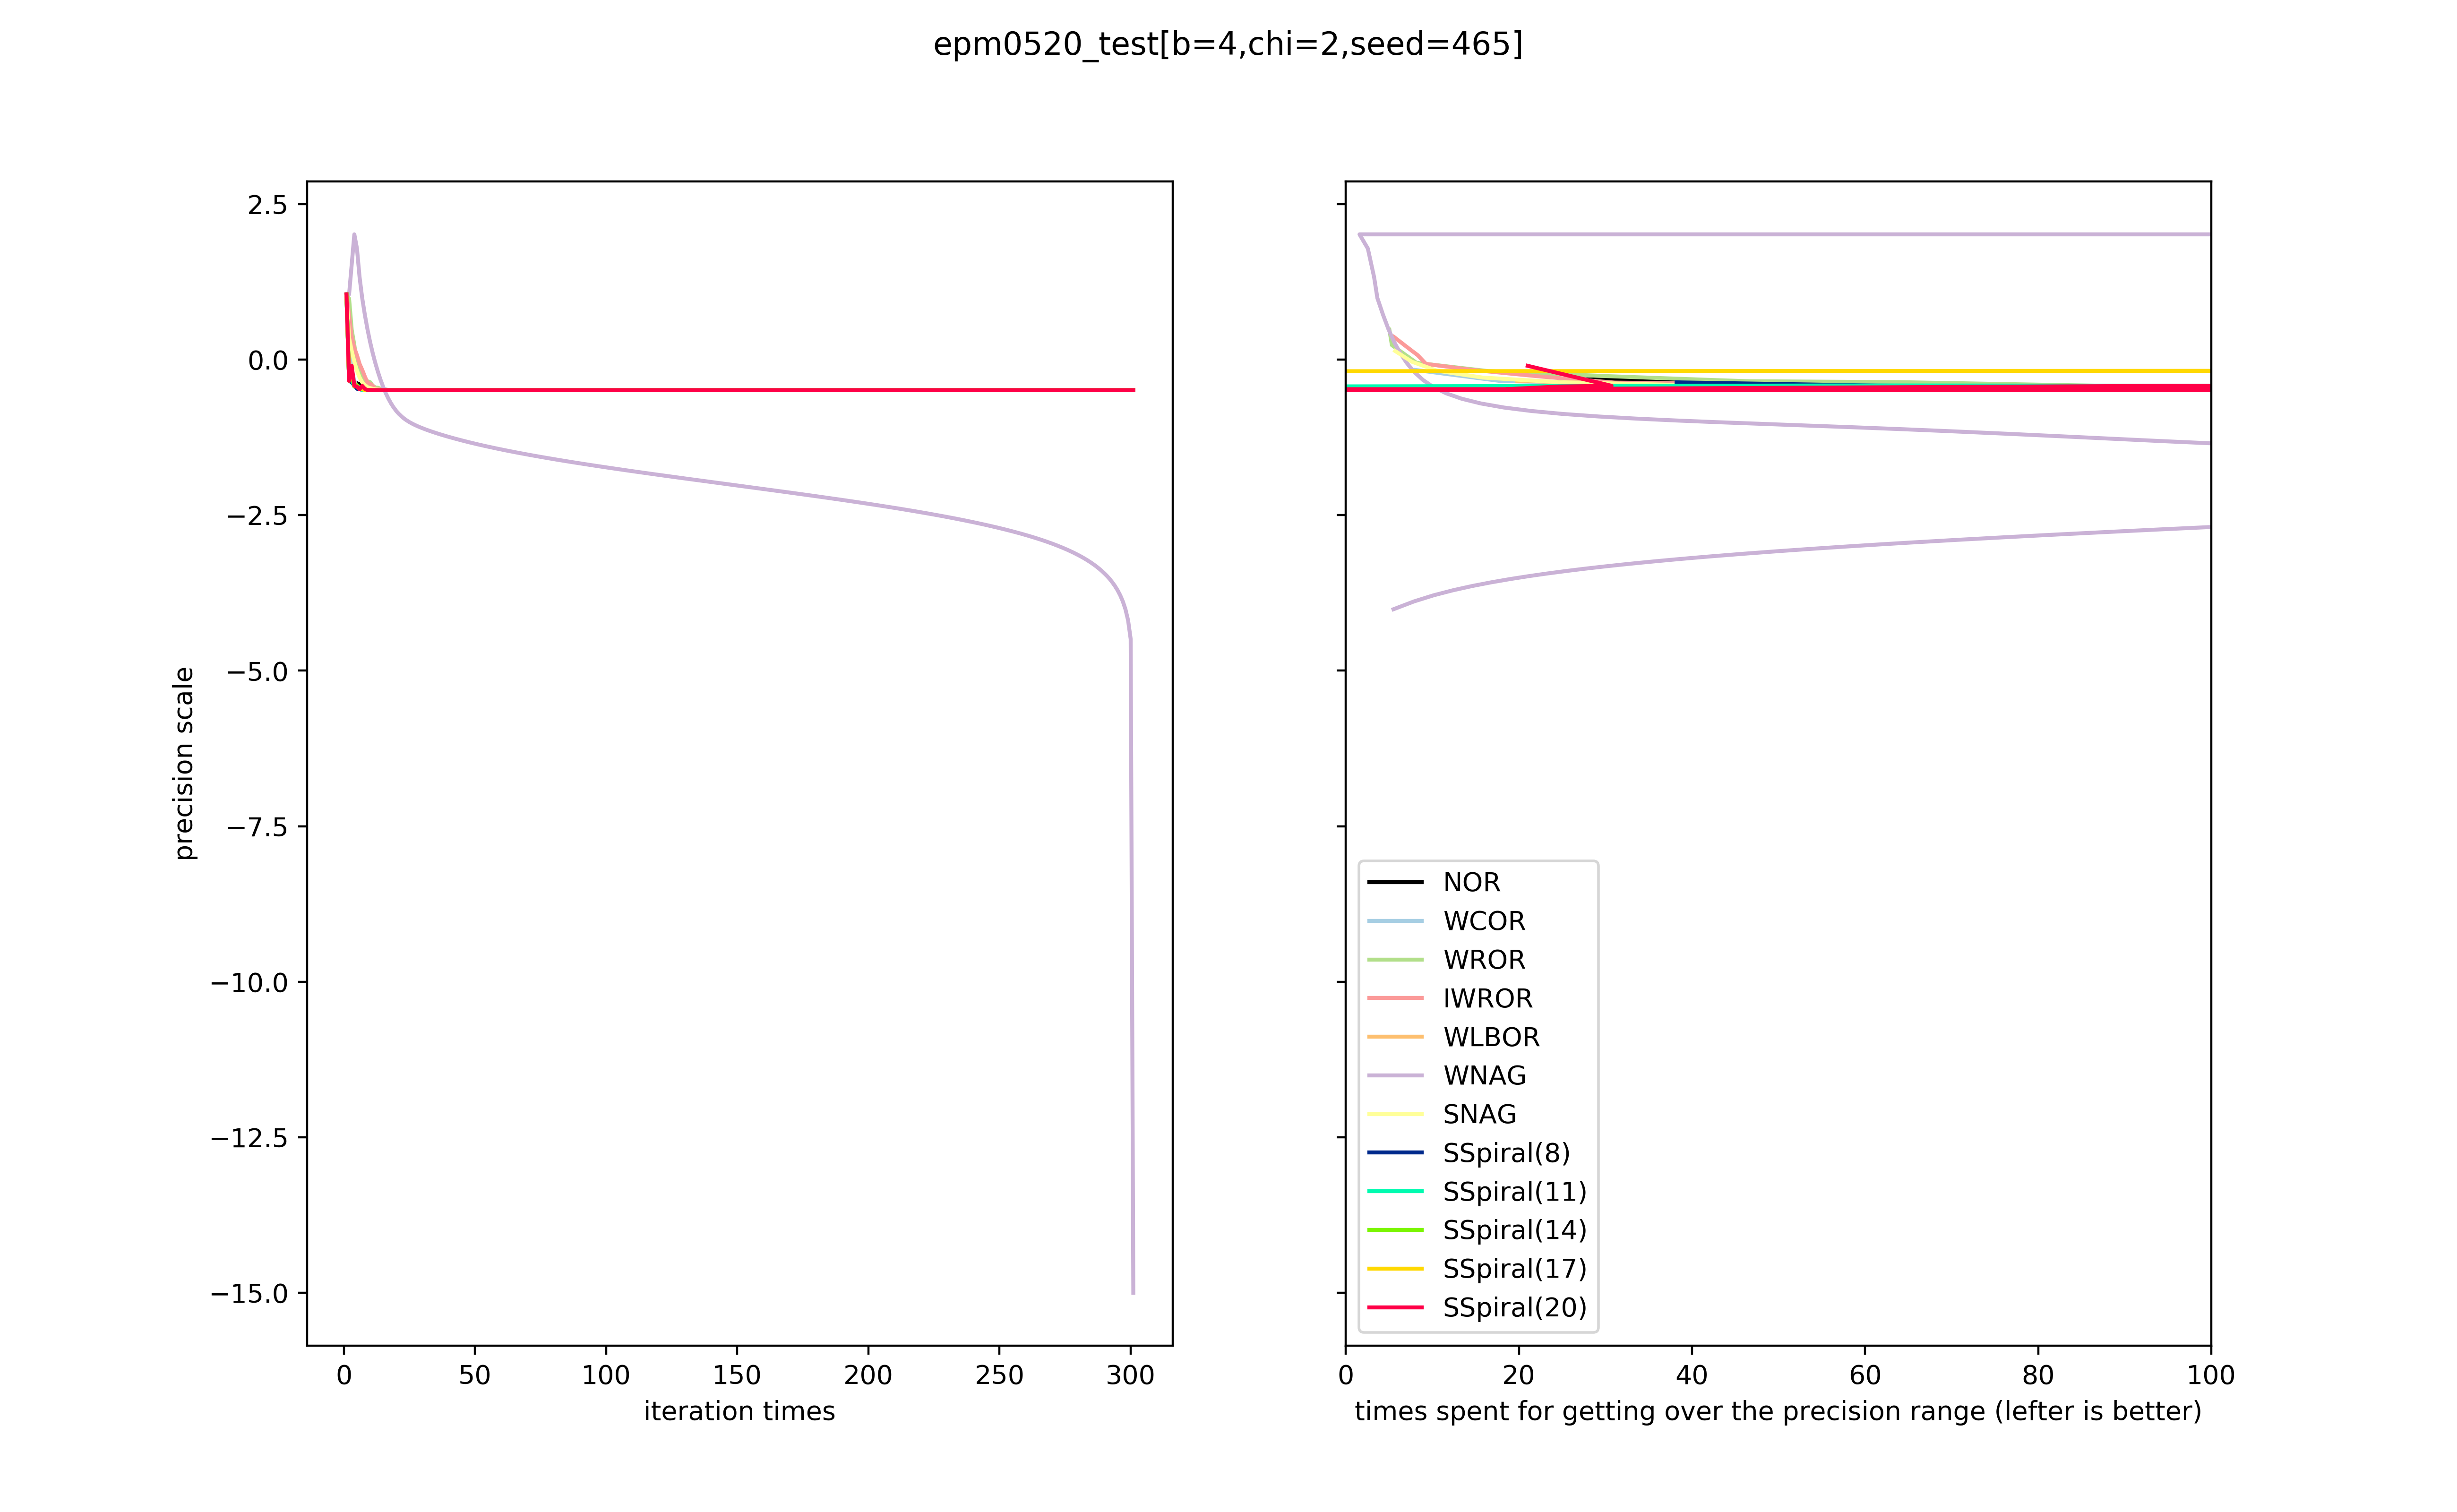 epm0520_test[b=4,chi=2,seed=465]
precision scale
2.5
0.0
−2.5
−5.0
−7.5
−10.0
−12.5
−15.0
0 50 100 150 200 250 300
iteration times
NOR
WCOR
WROR
IWROR
WLBOR
WNAG
SNAG
SSpiral(8)
SSpiral(11)
SSpiral(14)
SSpiral(17)
SSpiral(20)
0 20 40 60 80 100
times spent for getting over the precision range (lefter is better)